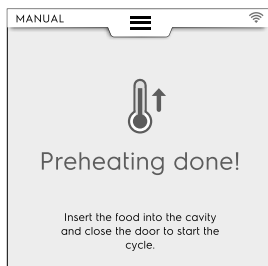 MANUAL
Preheating done!
Insert the food into the cavity
and close the door to start the
cycle.